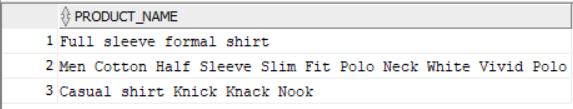 PRODUCT_NAME
1 Full sleeve formal shirt
2 Men Cotton Half Sleeve Slim Fit Polo Neck White Vivid Polo
3 Casual shirt Knick Knack Nook